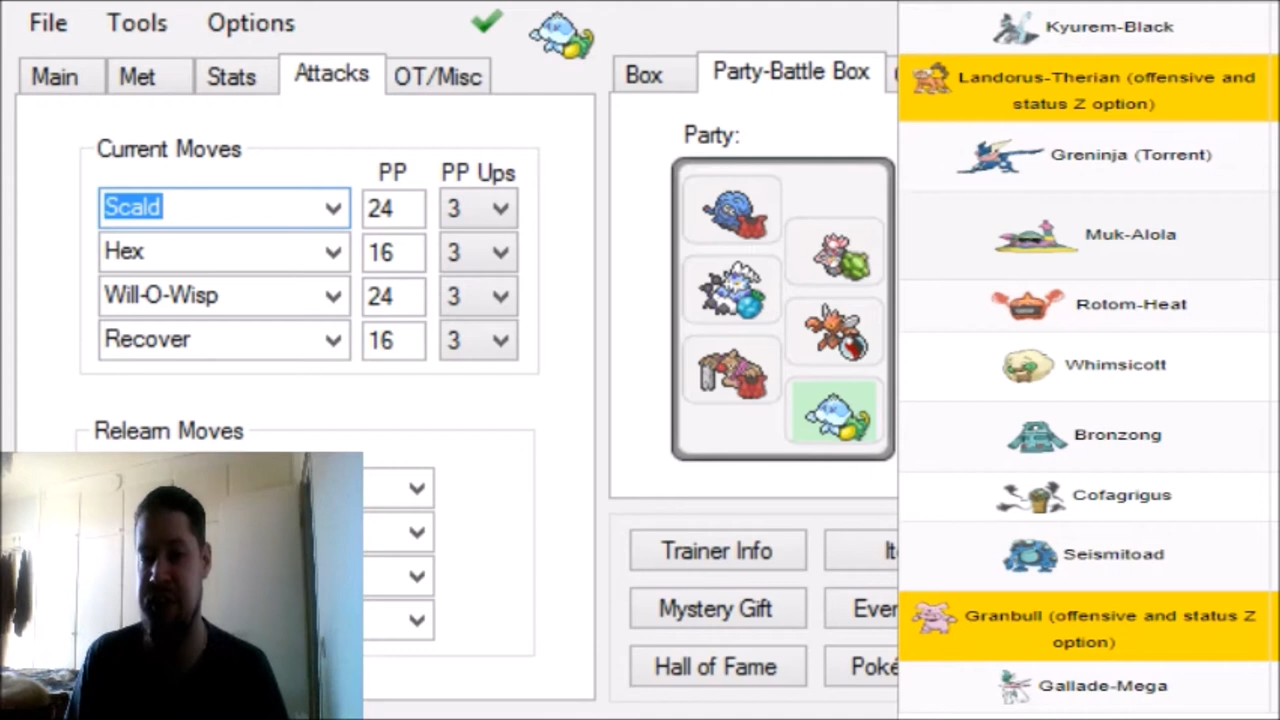 File Tools Options
Main Met Stats Attacks OT/Misc
Current Moves
PP PP Ups
Scald 24 3
Hex 16 3
Will-O-Wisp 24 3
Recover 16 3
Relearn Moves
Box Party-Battle Box
Party:
Trainer Info
Mystery Gift
Hall of Fame
Kyurem-Black
Landorus-Therian (offensive and
status Z option)
Greninja (Torrent)
Muk-Alola
Rotom-Heat
Whimsicott
Bronzong
Cofagrigus
Seismitoad
Granbull (offensive and status Z
option)
Gallade-Mega